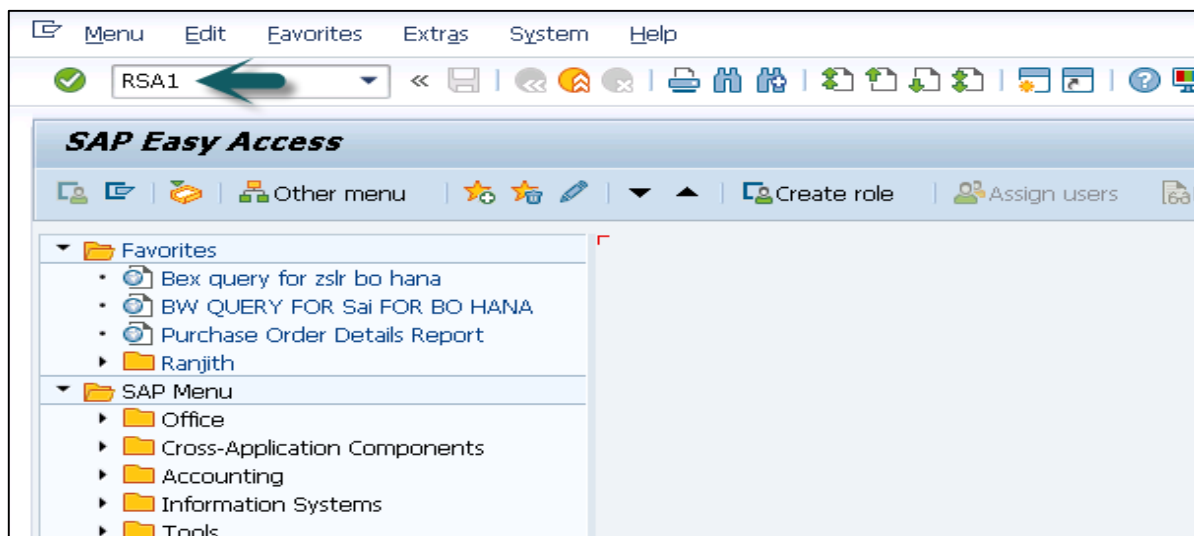 Menu Edit Favorites Extras System Help
RSA1
SAP Easy Access
Other menu Create role Assign users
Favorites
Bex query for zslr bo hana
BW QUERY FOR Sai FOR BO HANA
Purchase Order Details Report
Ranjith
SAP Menu
Office
Cross-Application Components
Accounting
Information Systems
Tools